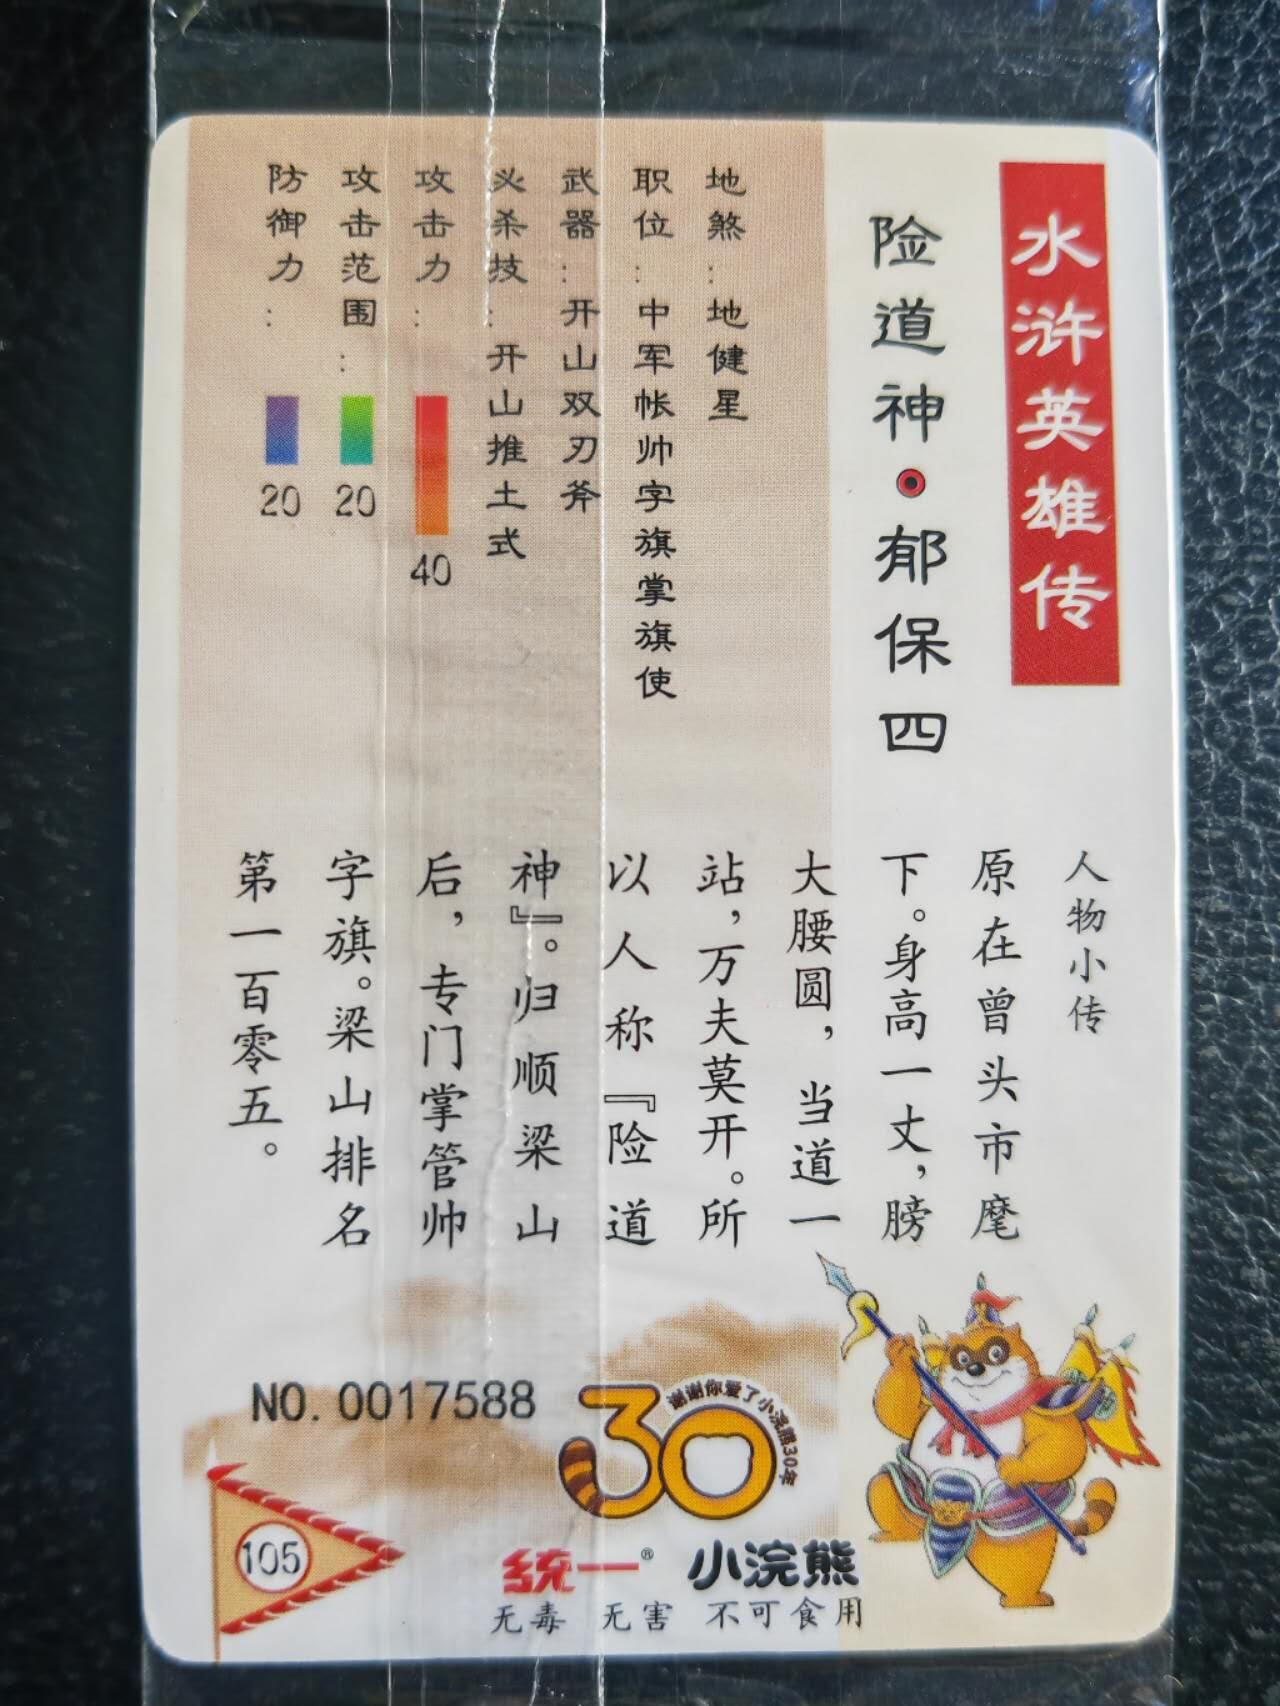 水浒英雄传
险道神·郁保四
地煞：地健星
职位：中军帐帅字旗掌旗使
武器：开山双刃斧
必杀技：开山推土式
攻击力：40
攻击范围：20
防御力：20
人物小传
原在曾头市麾
下。身高一丈，膀
大腰圆，当道一
站，万夫莫开。所
以人称『险道
神』。归顺梁山
后，专门掌管帅
字旗。梁山排名
第一百零五。
NO.0017588
30
谢谢你爱了小浣熊30年
105
统一® 小浣熊
无毒 无害 不可食用